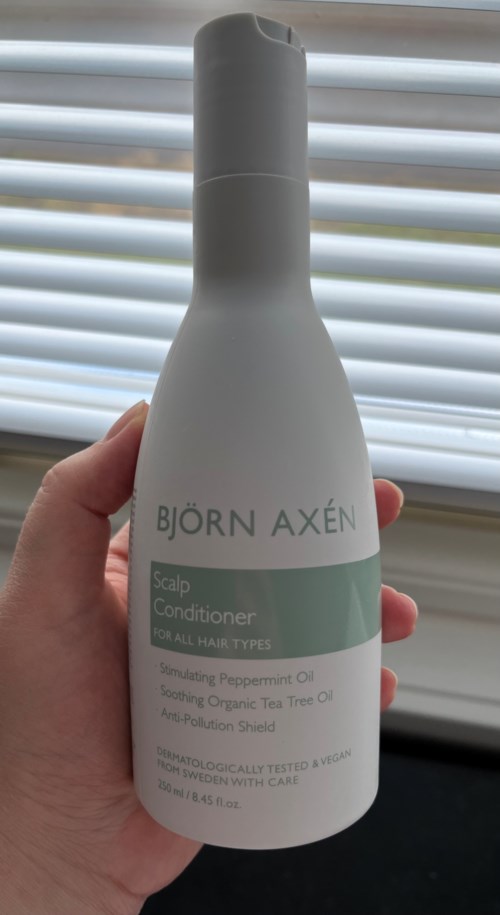 BJÖRN AXÉN
Scalp
Conditioner
FOR ALL HAIR TYPES
· Stimulating Peppermint Oil
· Soothing Organic Tea Tree Oil
· Anti-Pollution Shield
DERMATOLOGICALLY TESTED & VEGAN
FROM SWEDEN WITH CARE
250 ml / 8,45 fl.oz.